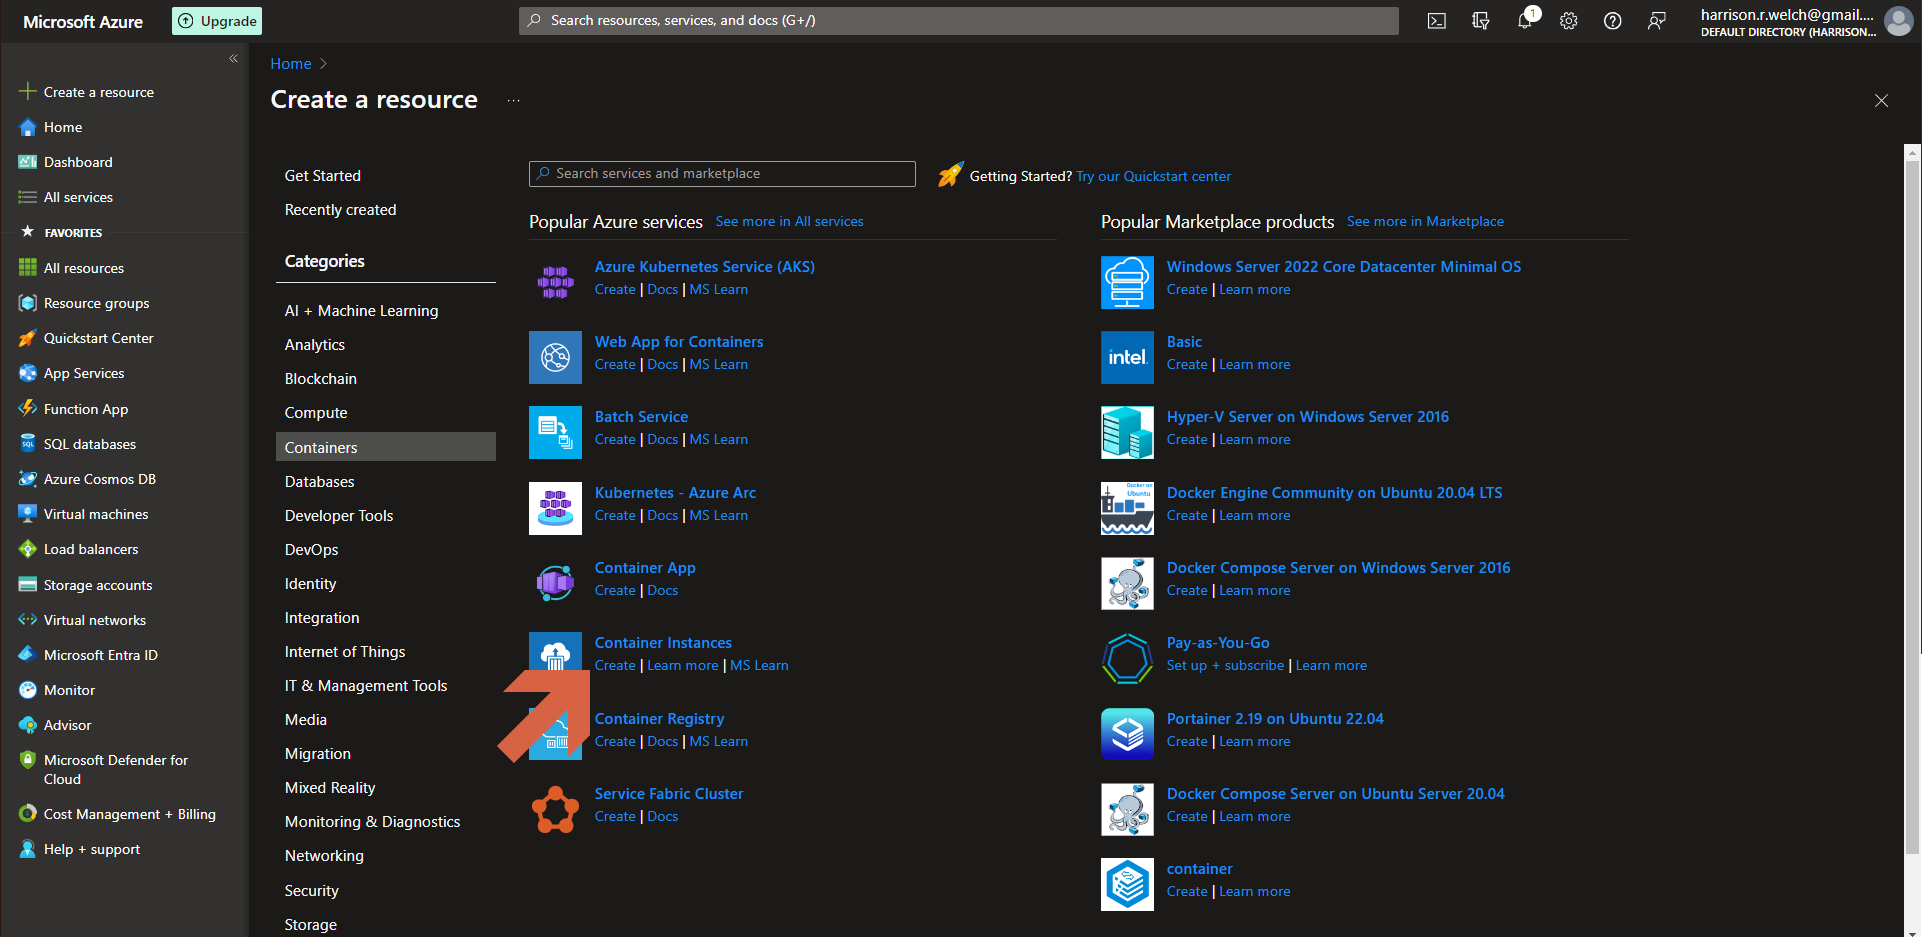 Microsoft Azure
Upgrade
Search resources, services, and docs (G+/)
1
harrison.r.welch@gmail....
DEFAULT DIRECTORY (HARRISON...
Create a resource
Home
Dashboard
All services
FAVORITES
All resources
Resource groups
Quickstart Center
App Services
Function App
SQL databases
Azure Cosmos DB
Virtual machines
Load balancers
Storage accounts
Virtual networks
Microsoft Entra ID
Monitor
Advisor
Microsoft Defender for
Cloud
Cost Management + Billing
Help + support
Home
Create a resource
...
Get Started
Recently created
Categories
AI + Machine Learning
Analytics
Blockchain
Compute
Containers
Databases
Developer Tools
DevOps
Identity
Integration
Internet of Things
IT & Management Tools
Media
Migration
Mixed Reality
Monitoring & Diagnostics
Networking
Security
Storage
Search services and marketplace
Getting Started? Try our Quickstart center
Popular Azure services See more in All services
Azure Kubernetes Service (AKS)
Create | Docs | MS Learn
Web App for Containers
Create | Docs | MS Learn
Batch Service
Create | Docs | MS Learn
Kubernetes - Azure Arc
Create | Docs | MS Learn
Container App
Create | Docs
Container Instances
Create | Learn more | MS Learn
Container Registry
Create | Docs | MS Learn
Service Fabric Cluster
Create | Docs
Popular Marketplace products See more in Marketplace
Windows Server 2022 Core Datacenter Minimal OS
Create | Learn more
intel.
Basic
Create | Learn more
Hyper-V Server on Windows Server 2016
Create | Learn more
Docker on
Ubuntu
Docker Engine Community on Ubuntu 20.04 LTS
Create | Learn more
Docker Compose Server on Windows Server 2016
Create | Learn more
Pay-as-You-Go
Set up + subscribe | Learn more
Portainer 2.19 on Ubuntu 22.04
Create | Learn more
Docker Compose Server on Ubuntu Server 20.04
Create | Learn more
container
Create | Learn more